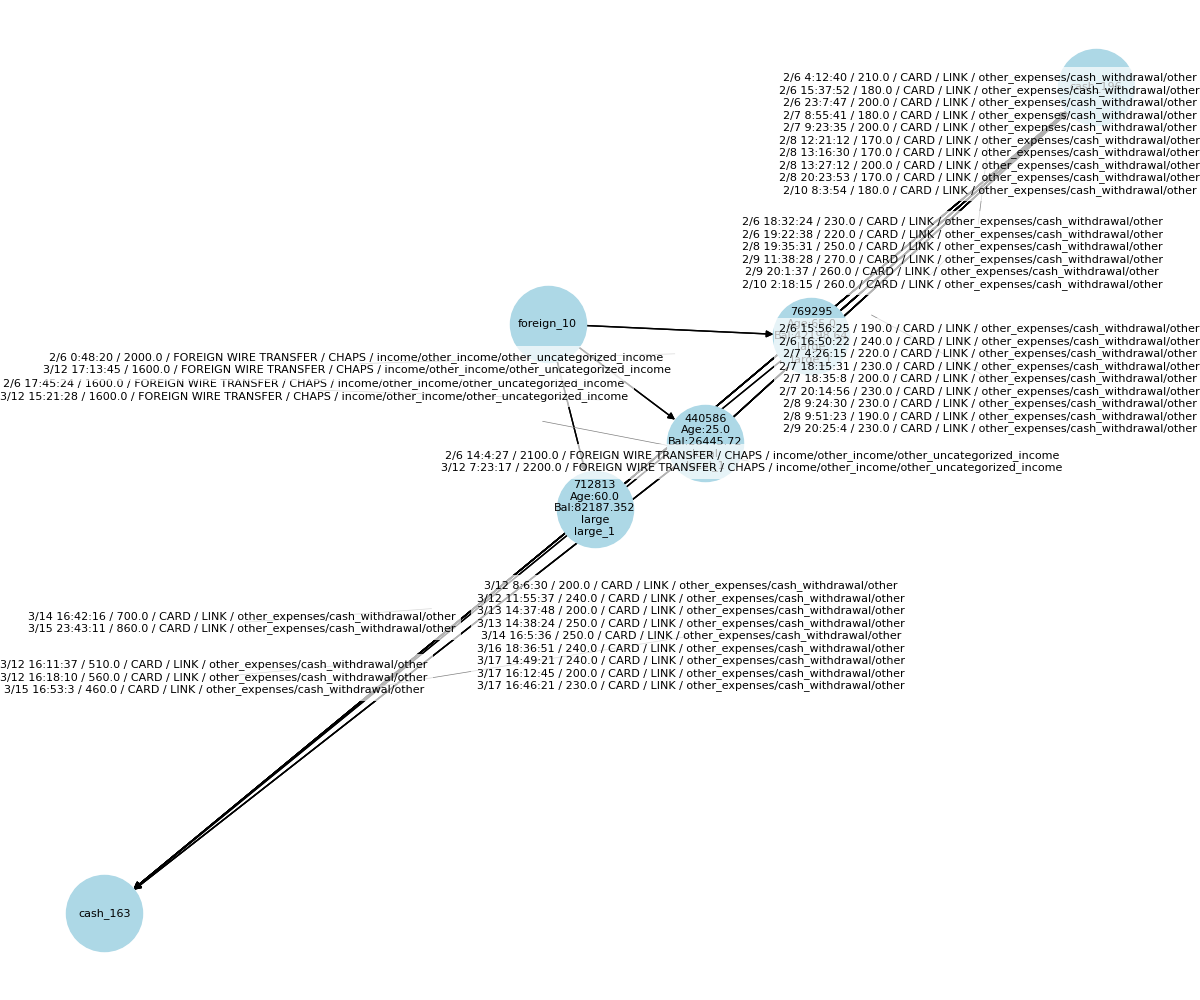 2/6 4:12:40 / 210.0 / CARD / LINK / other_expenses/cash_withdrawal/other
2/6 15:37:52 / 180.0 / CARD / LINK / other_expenses/cash_withdrawal/other
2/6 23:7:47 / 200.0 / CARD / LINK / other_expenses/cash_withdrawal/other
2/7 8:55:41 / 180.0 / CARD / LINK / other_expenses/cash_withdrawal/other
2/7 9:23:35 / 200.0 / CARD / LINK / other_expenses/cash_withdrawal/other
2/8 12:21:12 / 170.0 / CARD / LINK / other_expenses/cash_withdrawal/other
2/8 13:16:30 / 170.0 / CARD / LINK / other_expenses/cash_withdrawal/other
2/8 13:27:12 / 200.0 / CARD / LINK / other_expenses/cash_withdrawal/other
2/8 20:23:53 / 170.0 / CARD / LINK / other_expenses/cash_withdrawal/other
2/10 8:3:54 / 180.0 / CARD / LINK / other_expenses/cash_withdrawal/other
2/6 18:32:24 / 230.0 / CARD / LINK / other_expenses/cash_withdrawal/other
2/6 19:22:38 / 220.0 / CARD / LINK / other_expenses/cash_withdrawal/other
2/8 19:35:31 / 250.0 / CARD / LINK / other_expenses/cash_withdrawal/other
2/9 11:38:28 / 270.0 / CARD / LINK / other_expenses/cash_withdrawal/other
2/9 20:1:37 / 260.0 / CARD / LINK / other_expenses/cash_withdrawal/other
2/10 2:18:15 / 260.0 / CARD / LINK / other_expenses/cash_withdrawal/other
769295
Age:65.0
foreign_10
2/6 15:56:25 / 190.0 / CARD / LINK / other_expenses/cash_withdrawal/other
2/6 16:50:22 / 240.0 / CARD / LINK / other_expenses/cash_withdrawal/other
2/7 4:26:15 / 220.0 / CARD / LINK / other_expenses/cash_withdrawal/other
2/7 18:15:31 / 230.0 / CARD / LINK / other_expenses/cash_withdrawal/other
2/7 18:35:8 / 200.0 / CARD / LINK / other_expenses/cash_withdrawal/other
2/7 20:14:56 / 230.0 / CARD / LINK / other_expenses/cash_withdrawal/other
2/8 9:24:30 / 230.0 / CARD / LINK / other_expenses/cash_withdrawal/other
2/8 9:51:23 / 190.0 / CARD / LINK / other_expenses/cash_withdrawal/other
2/9 20:25:4 / 230.0 / CARD / LINK / other_expenses/cash_withdrawal/other
2/6 0:48:20 / 2000.0 / FOREIGN WIRE TRANSFER / CHAPS / income/other_income/other_uncategorized_income
3/12 17:13:45 / 1600.0 / FOREIGN WIRE TRANSFER / CHAPS / income/other_income/other_uncategorized_income
2/6 17:45:24 / 1600.0 / FOREIGN WIRE TRANSFER / CHAPS / income/other_income/other_uncategorized_income
3/12 15:21:28 / 1600.0 / FOREIGN WIRE TRANSFER / CHAPS / income/other_income/other_uncategorized_income
440586
Age:25.0
Bal:26445.72
2/6 14:4:27 / 2100.0 / FOREIGN WIRE TRANSFER / CHAPS / income/other_income/other_uncategorized_income
3/12 7:23:17 / 2200.0 / FOREIGN WIRE TRANSFER / CHAPS / income/other_income/other_uncategorized_income
712813
Age:60.0
Bal:82187.352
large
large_1
3/12 8:6:30 / 200.0 / CARD / LINK / other_expenses/cash_withdrawal/other
3/12 11:55:37 / 240.0 / CARD / LINK / other_expenses/cash_withdrawal/other
3/13 14:37:48 / 200.0 / CARD / LINK / other_expenses/cash_withdrawal/other
3/13 14:38:24 / 250.0 / CARD / LINK / other_expenses/cash_withdrawal/other
3/14 16:5:36 / 250.0 / CARD / LINK / other_expenses/cash_withdrawal/other
3/16 18:36:51 / 240.0 / CARD / LINK / other_expenses/cash_withdrawal/other
3/17 14:49:21 / 240.0 / CARD / LINK / other_expenses/cash_withdrawal/other
3/17 16:12:45 / 200.0 / CARD / LINK / other_expenses/cash_withdrawal/other
3/17 16:46:21 / 230.0 / CARD / LINK / other_expenses/cash_withdrawal/other
3/14 16:42:16 / 700.0 / CARD / LINK / other_expenses/cash_withdrawal/other
3/15 23:43:11 / 860.0 / CARD / LINK / other_expenses/cash_withdrawal/other
3/12 16:11:37 / 510.0 / CARD / LINK / other_expenses/cash_withdrawal/other
3/12 16:18:10 / 560.0 / CARD / LINK / other_expenses/cash_withdrawal/other
3/15 16:53:3 / 460.0 / CARD / LINK / other_expenses/cash_withdrawal/other
cash_163